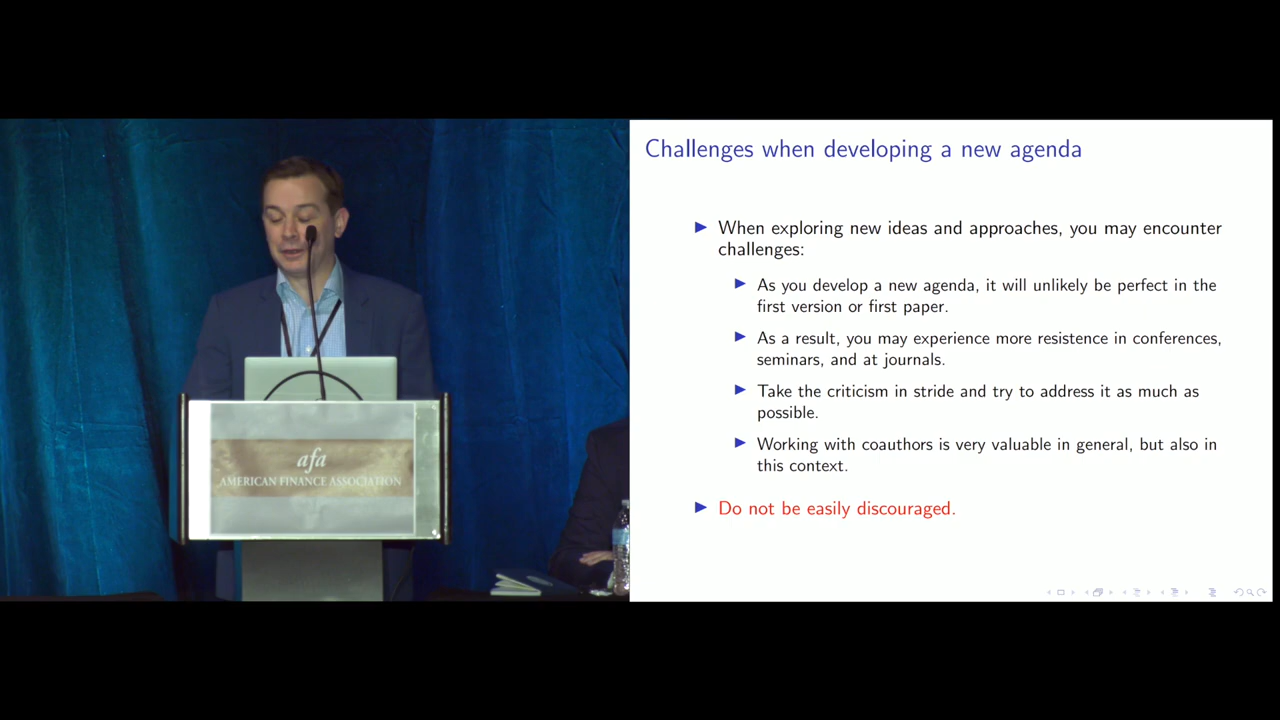 Challenges when developing a new agenda
▶ When exploring new ideas and approaches, you may encounter
challenges:
▶ As you develop a new agenda, it will unlikely be perfect in the
first version or first paper.
▶ As a result, you may experience more resistence in conferences,
seminars, and at journals.
▶ Take the criticism in stride and try to address it as much as
possible.
▶ Working with coauthors is very valuable in general, but also in
this context.
▶ Do not be easily discouraged.
afa
AMERICAN FINANCE ASSOCIATION